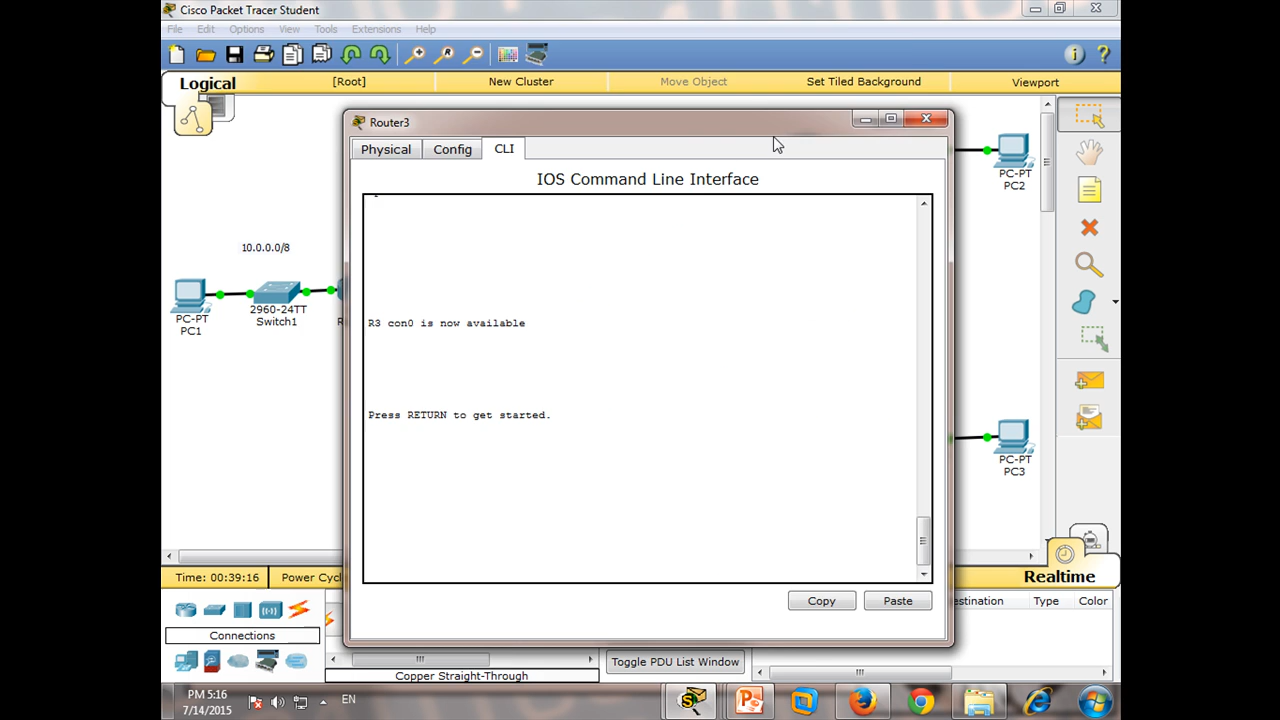 Cisco Packet Tracer Student
File Edit Options View Tools Extensions Help
Logical [Root] New Cluster Move Object Set Tiled Background Viewport
Router3
Physical Config CLI
IOS Command Line Interface
R3 con0 is now available
Press RETURN to get started.
Copy Paste
10.0.0.0/8
PC-PT
PC1
2960-24TT
Switch1
PC-PT
PC2
PC-PT
PC3
Time: 00:39:16 Power Cycl
Realtime
Connections
Copper Straight-Through
Toggle PDU List Window
estination Type Color
PM 5:16
7/14/2015
EN